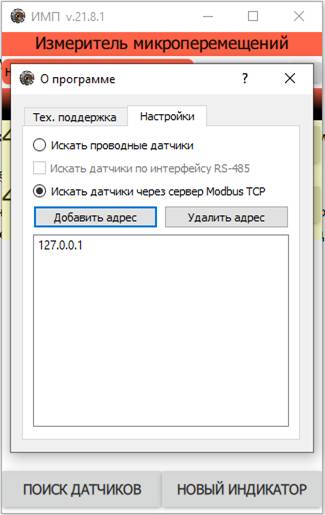 ИМП v.21.8.1
Измеритель микроперемещений
О программе
Тех. поддержка Настройки
Искать проводные датчики
Искать датчики по интерфейсу RS-485
Искать датчики через сервер Modbus TCP
Добавить адрес Удалить адрес
127.0.0.1
ПОИСК ДАТЧИКОВ НОВЫЙ ИНДИКАТОР